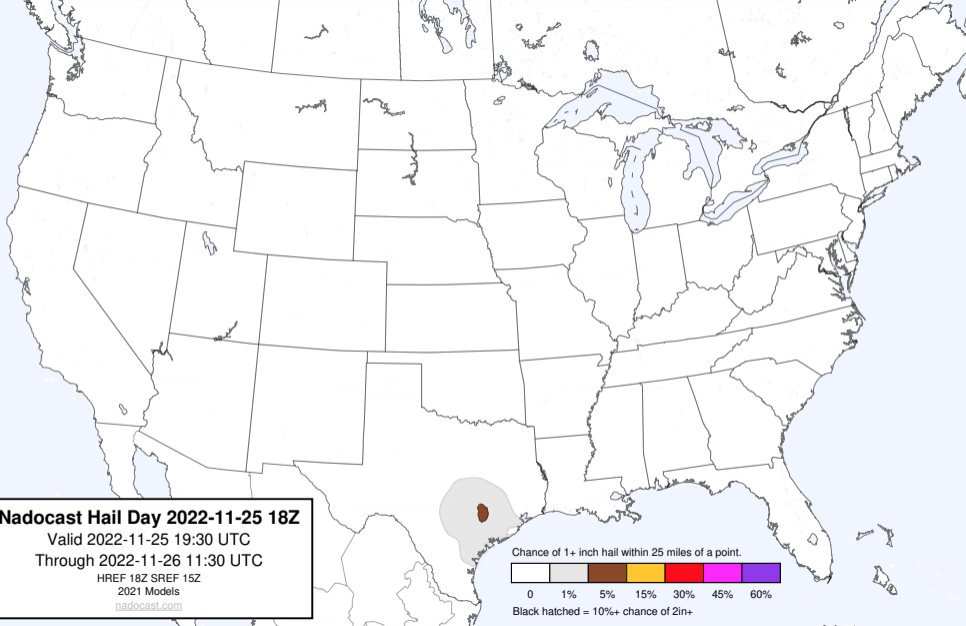 Nadocast Hail Day 2022-11-25 18Z
Valid 2022-11-25 19:30 UTC
Through 2022-11-26 11:30 UTC
HREF 18Z SREF 15Z
2021 Models
nadocast.com
Chance of 1+ inch hail within 25 miles of a point.
0 1% 5% 15% 30% 45% 60%
Black hatched = 10%+ chance of 2in+